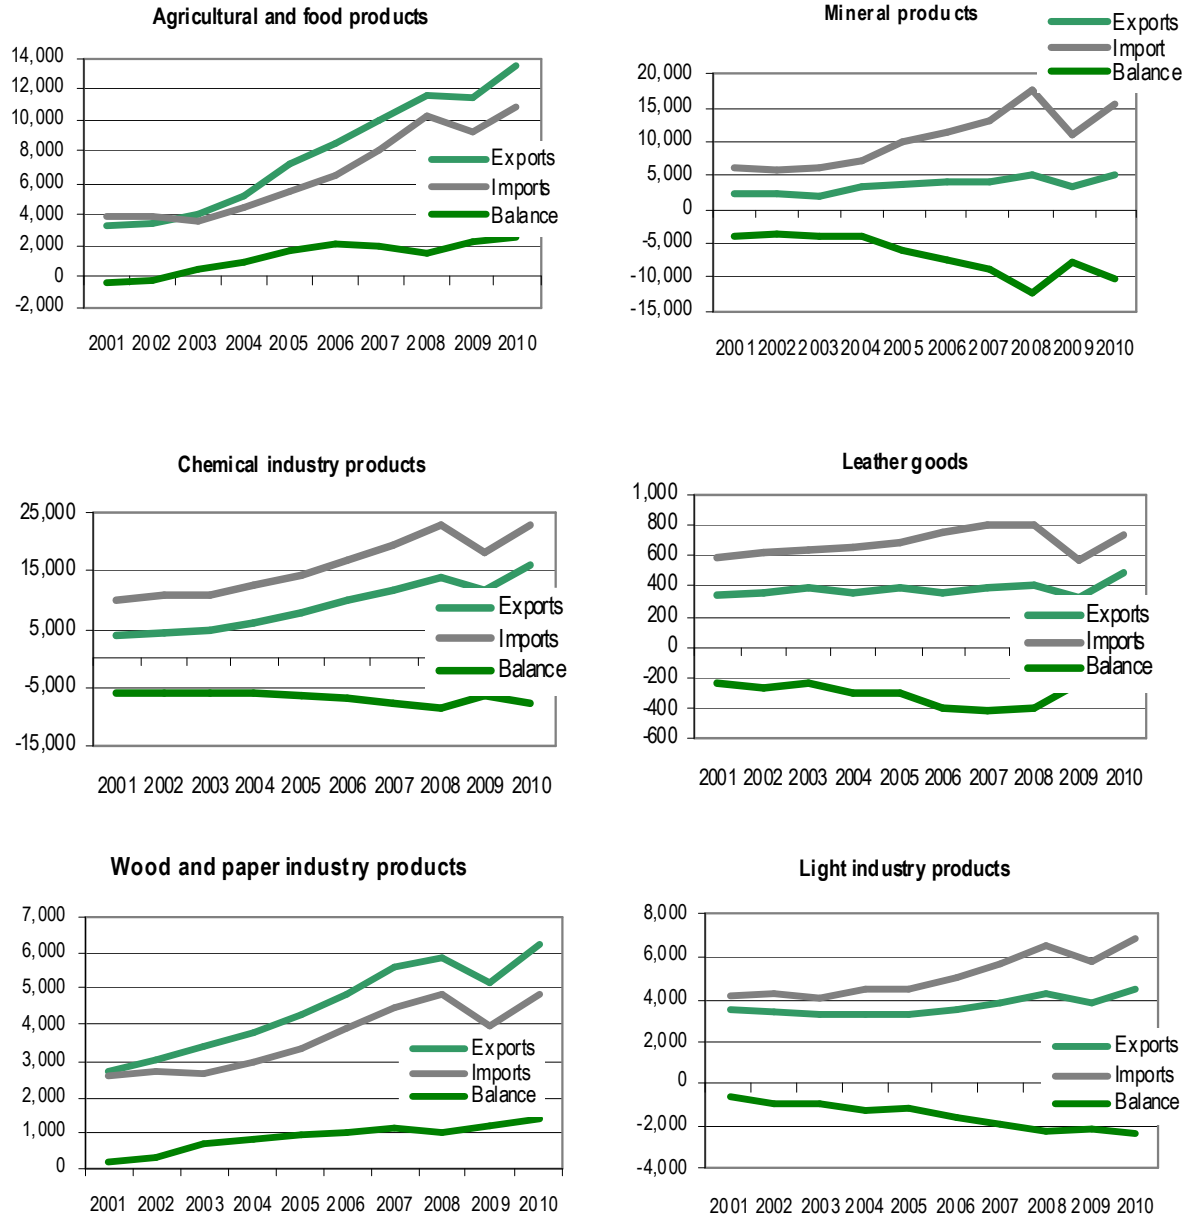 Agricultural and food products
14,000
12,000
10,000
8,000
6,000
4,000
2,000
0
-2,000
Exports
Imports
Balance
2001 2002 2003 2004 2005 2006 2007 2008 2009 2010
Mineral products
Exports
Import
Balance
20,000
15,000
10,000
5,000
0
-5,000
-10,000
-15,000
2001 2002 2003 2004 2005 2006 2007 2008 2009 2010
Chemical industry products
25,000
15,000
5,000
-5,000
-15,000
Exports
Imports
Balance
2001 2002 2003 2004 2005 2006 2007 2008 2009 2010
Leather goods
1,000
800
600
400
200
0
-200
-400
-600
Exports
Imports
Balance
2001 2002 2003 2004 2005 2006 2007 2008 2009 2010
Wood and paper industry products
7,000
6,000
5,000
4,000
3,000
2,000
1,000
0
Exports
Imports
Balance
2001 2002 2003 2004 2005 2006 2007 2008 2009 2010
Light industry products
8,000
6,000
4,000
2,000
0
-2,000
-4,000
Exports
Imports
Balance
2001 2002 2003 2004 2005 2006 2007 2008 2009 2010